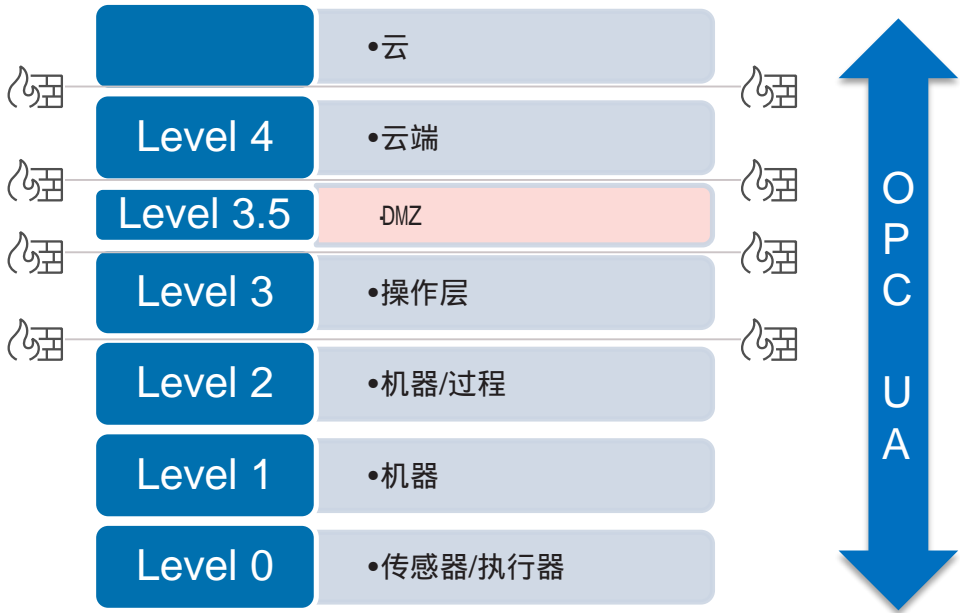 •云
Level 4
•云端
Level 3.5
•DMZ
Level 3
•操作层
Level 2
•机器/过程
Level 1
•机器
Level 0
•传感器/执行器
O
P
C
U
A